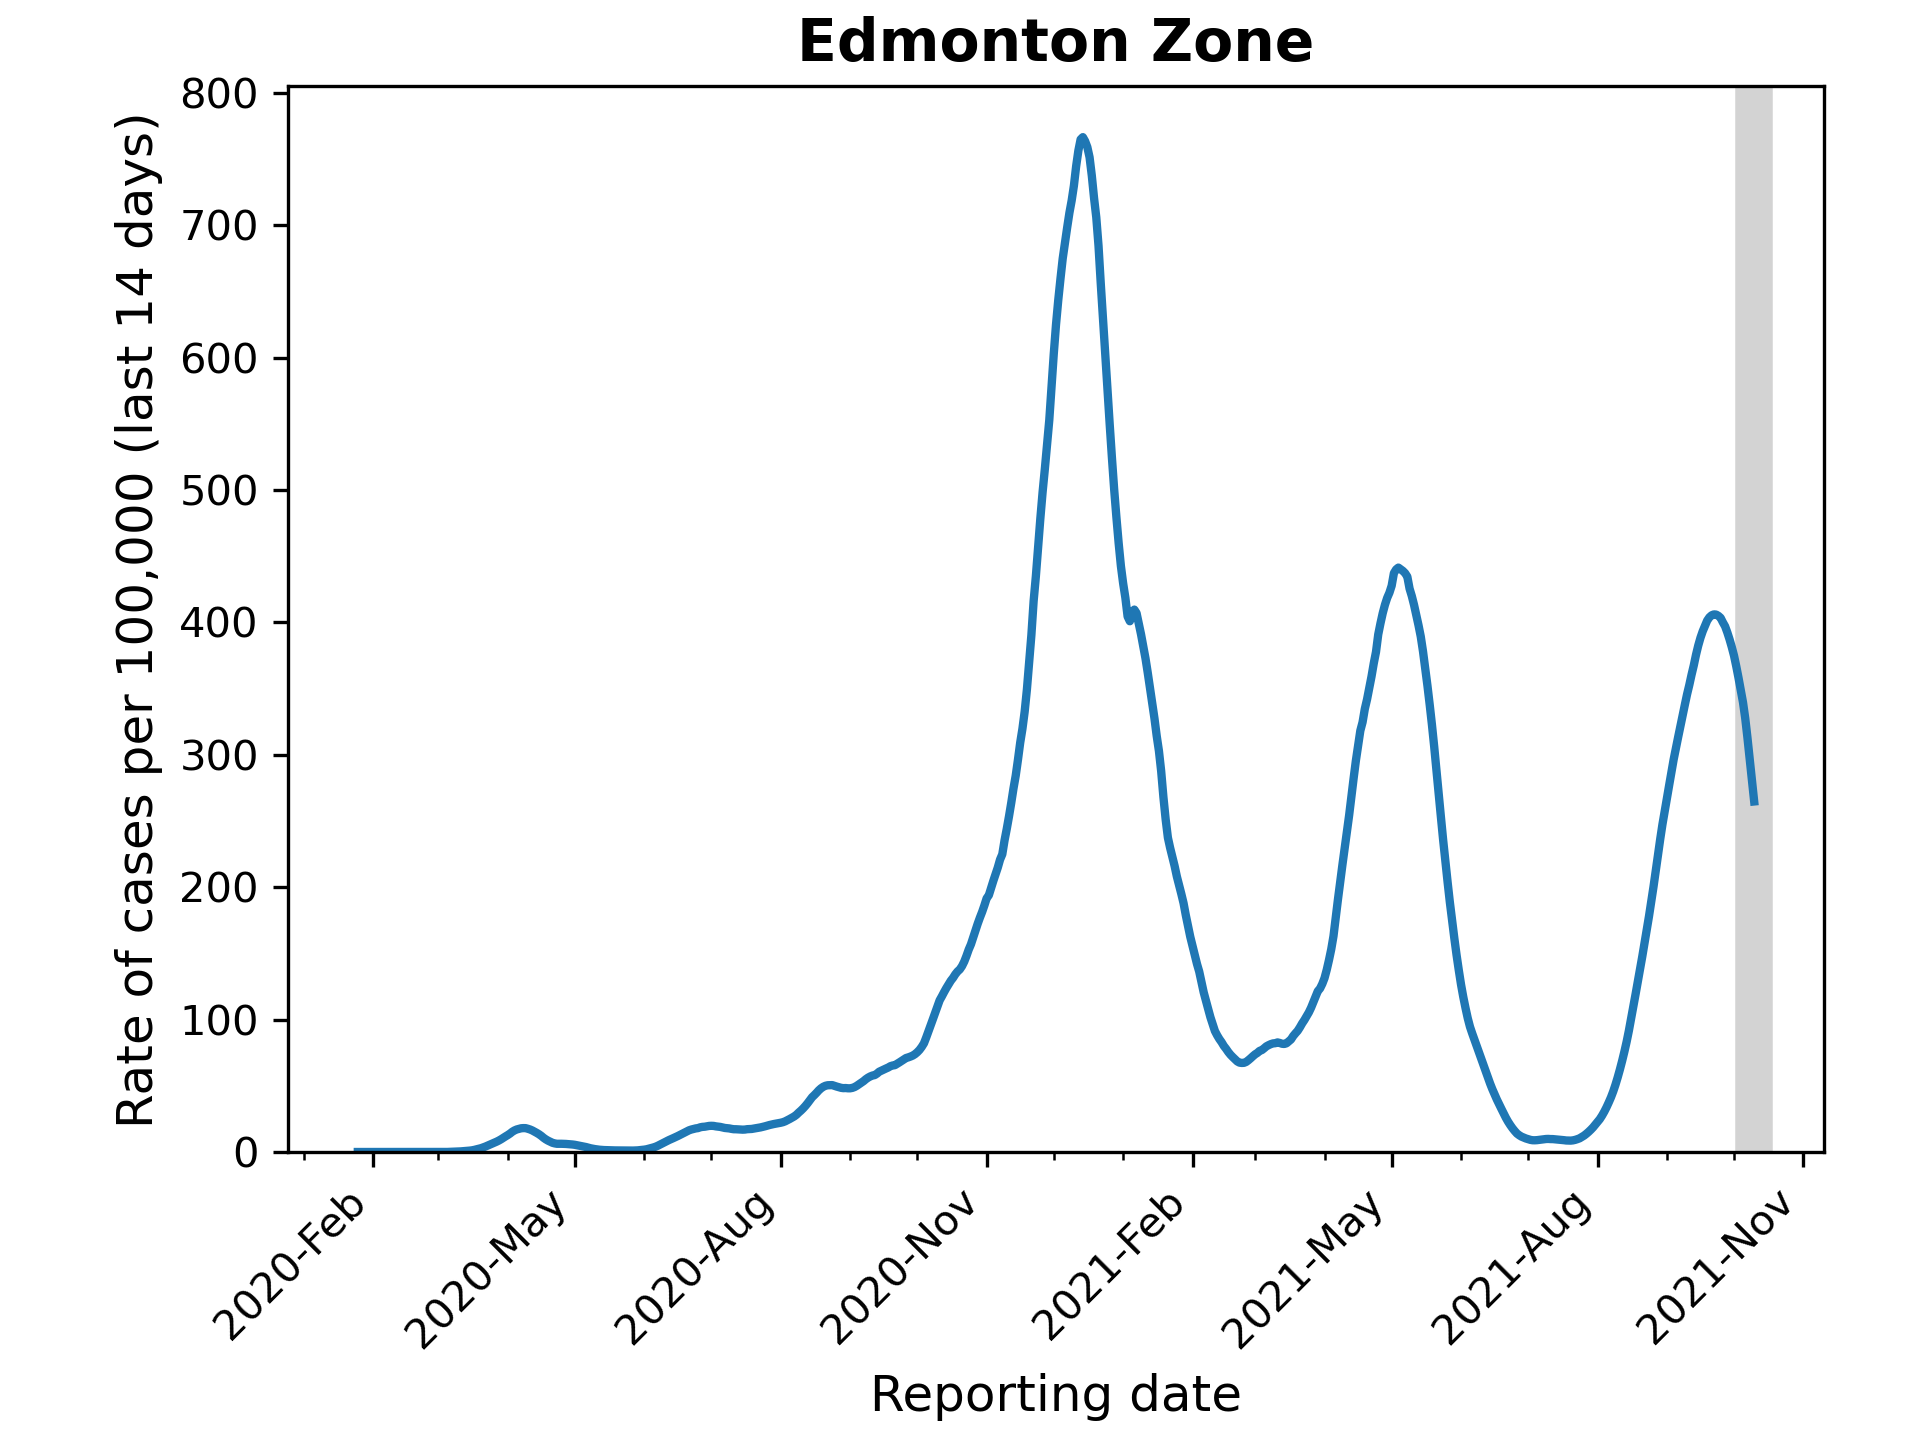 Edmonton Zone
Rate of cases per 100,000 (last 14 days)
800
700
600
500
400
300
200
100
0
2020-Feb
2020-May
2020-Aug
2020-Nov
2021-Feb
2021-May
2021-Aug
2021-Nov
Reporting date